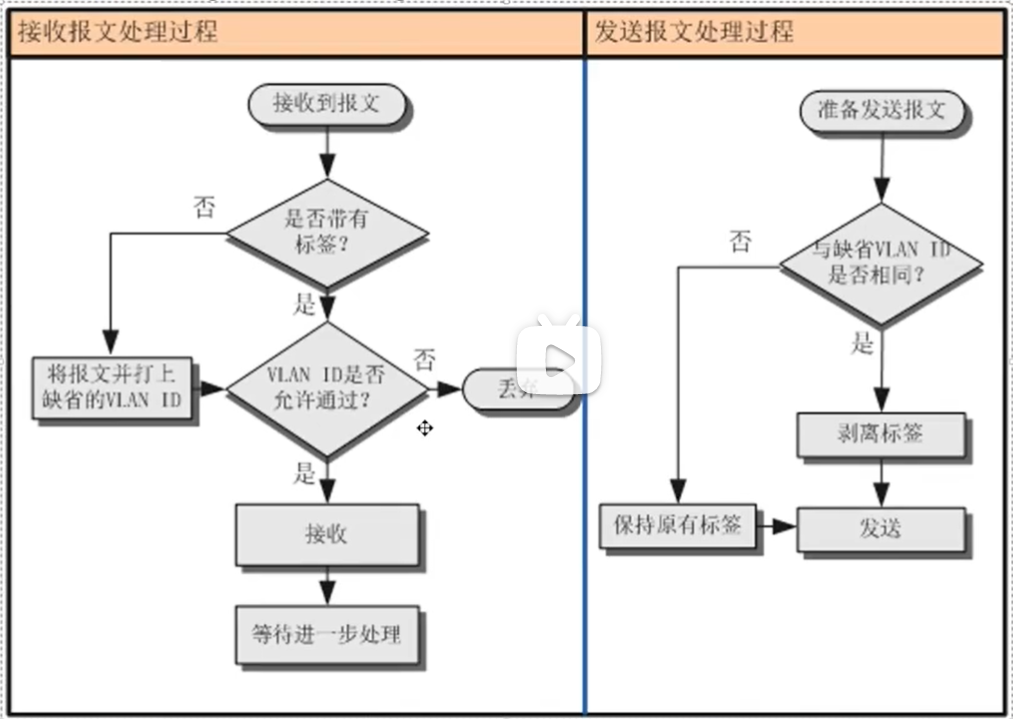 接收报文处理过程
发送报文处理过程
接收到报文
是否带有
标签？
否
是
将报文并打上
缺省的VLAN ID
VLAN ID是否
允许通过？
否
丢弃
是
接收
等待进一步处理
准备发送报文
与缺省VLAN ID
是否相同？
否
是
剥离标签
保持原有标签
发送